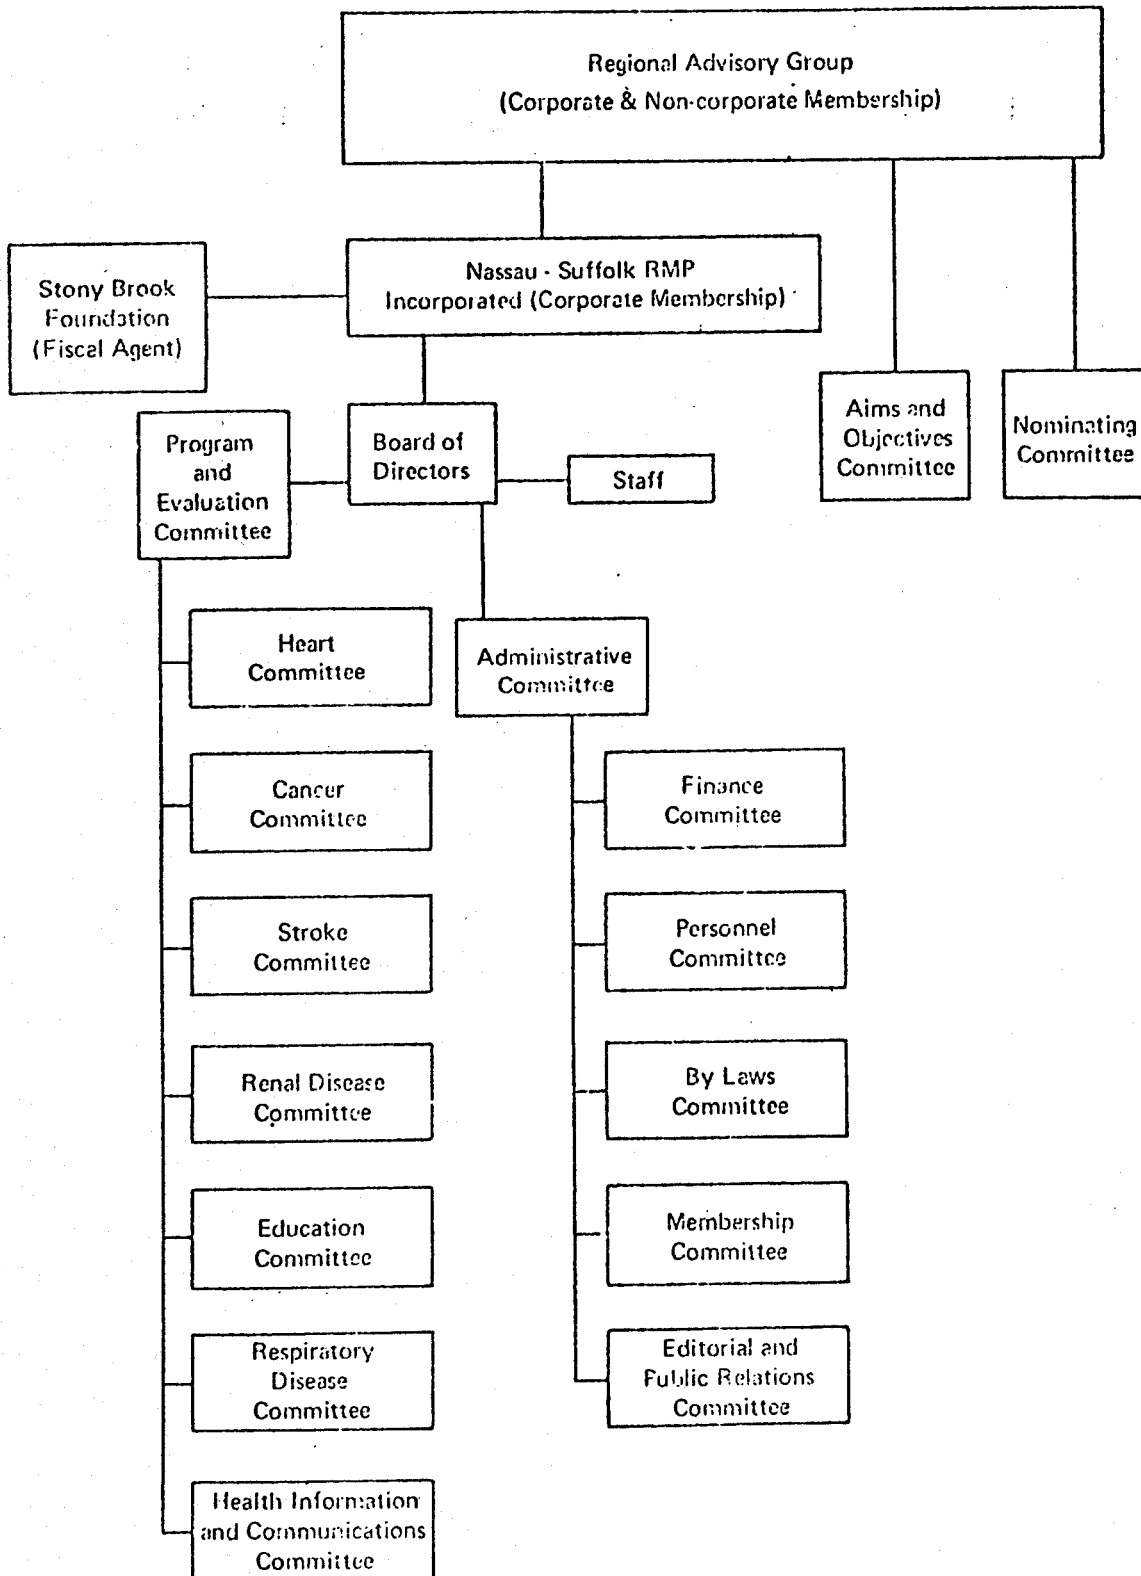 Regional Advisory Group
(Corporate & Non-corporate Membership)
Nassau - Suffolk RMP
Incorporated (Corporate Membership)
Stony Brook
Foundation
(Fiscal Agent)
Aims and
Objectives
Committee
Nominating
Committee
Program
and
Evaluation
Committee
Board of
Directors
Staff
Heart
Committee
Administrative
Committee
Cancer
Committee
Finance
Committee
Stroke
Committee
Personnel
Committee
Renal Disease
Committee
By Laws
Committee
Education
Committee
Membership
Committee
Respiratory
Disease
Committee
Editorial and
Public Relations
Committee
Health Information
and Communications
Committee